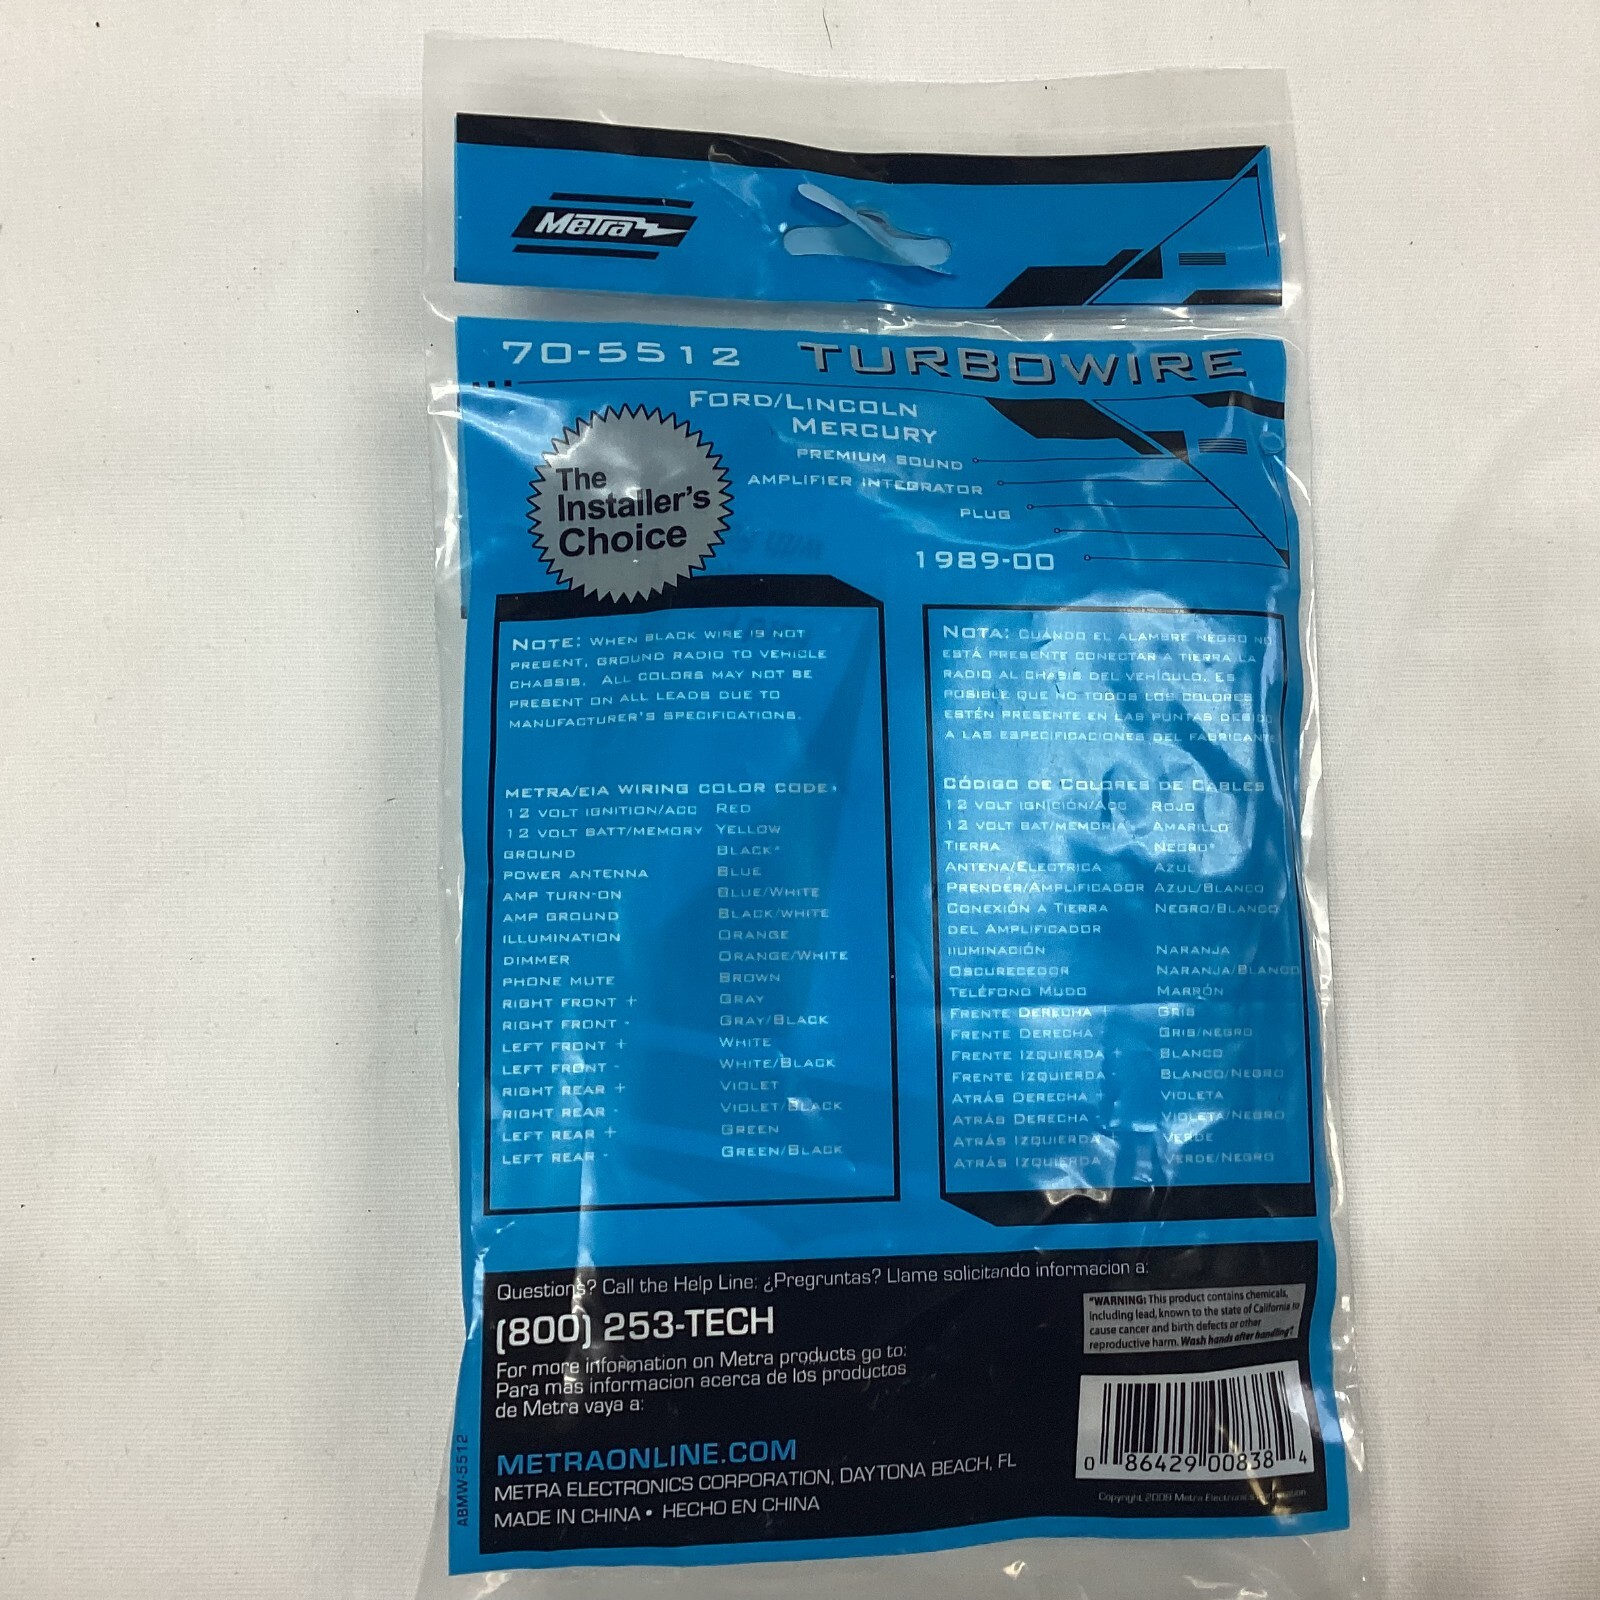 Metra
70-5512 TURBOWIRE
FORD/LINCOLN
MERCURY
PREMIUM SOUND
AMPLIFIER INTEGRATOR
PLUG
1989-00
The
Installer's
Choice
NOTE: WHEN BLACK WIRE IS NOT
PRESENT, GROUND RADIO TO VEHICLE
CHASSIS. ALL COLORS MAY NOT BE
PRESENT ON ALL LEADS DUE TO
MANUFACTURER'S SPECIFICATIONS.
METRA/EIA WIRING COLOR CODE:
12 VOLT IGNITION/ACC RED
12 VOLT BATT/MEMORY YELLOW
GROUND BLACK*
POWER ANTENNA BLUE
AMP TURN-ON BLUE/WHITE
AMP GROUND BLACK/WHITE
ILLUMINATION ORANGE
DIMMER ORANGE/WHITE
PHONE MUTE BROWN
RIGHT FRONT + GRAY
RIGHT FRONT - GRAY/BLACK
LEFT FRONT + WHITE
LEFT FRONT - WHITE/BLACK
RIGHT REAR + VIOLET
RIGHT REAR - VIOLET/BLACK
LEFT REAR + GREEN
LEFT REAR - GREEN/BLACK
NOTA: CUANDO EL ALAMBRE NEGRO NO
ESTÁ PRESENTE CONECTAR A TIERRA LA
RADIO AL CHASIS DEL VEHÍCULO. ES
POSIBLE QUE NO TODOS LOS COLORES
ESTÉN PRESENTE EN LAS PUNTAS DEBIDO
A LAS ESPECIFICACIONES DEL FABRICANTE
CÓDIGO DE COLORES DE CABLES
12 VOLT IGNICIÓN/ACC ROJO
12 VOLT BAT/MEMORIA AMARILLO
TIERRA NEGRO*
ANTENA/ELECTRICA AZUL
PRENDER/AMPLIFICADOR AZUL/BLANCO
CONEXIÓN A TIERRA NEGRO/BLANCO
DEL AMPLIFICADOR
ILUMINACIÓN NARANJA
OSCURECEDOR NARANJA/BLANCO
TELÉFONO MUDO MARRÓN
FRENTE DERECHA + GRIS
FRENTE DERECHA GRIS/NEGRO
FRENTE IZQUIERDA + BLANCO
FRENTE IZQUIERDA - BLANCO/NEGRO
ATRÁS DERECHA + VIOLETA
ATRÁS DERECHA - VIOLETA/NEGRO
ATRÁS IZQUIERDA + VERDE
ATRÁS IZQUIERDA - VERDE/NEGRO
Questions? Call the Help Line: ¿Pregruntas? Llame solicitando informacion a:
(800) 253-TECH
For more information on Metra products go to:
Para mas informacion acerca de los productos
de Metra vaya a:
METRAONLINE.COM
METRA ELECTRONICS CORPORATION, DAYTONA BEACH, FL
MADE IN CHINA • HECHO EN CHINA
ABMW-5512
"WARNING: This product contains chemicals,
including lead, known to the state of California to
cause cancer and birth defects or other
reproductive harm. Wash hands after handling"
0 86429 00838 4
Copyright 2009 Metra Electronics Corporation